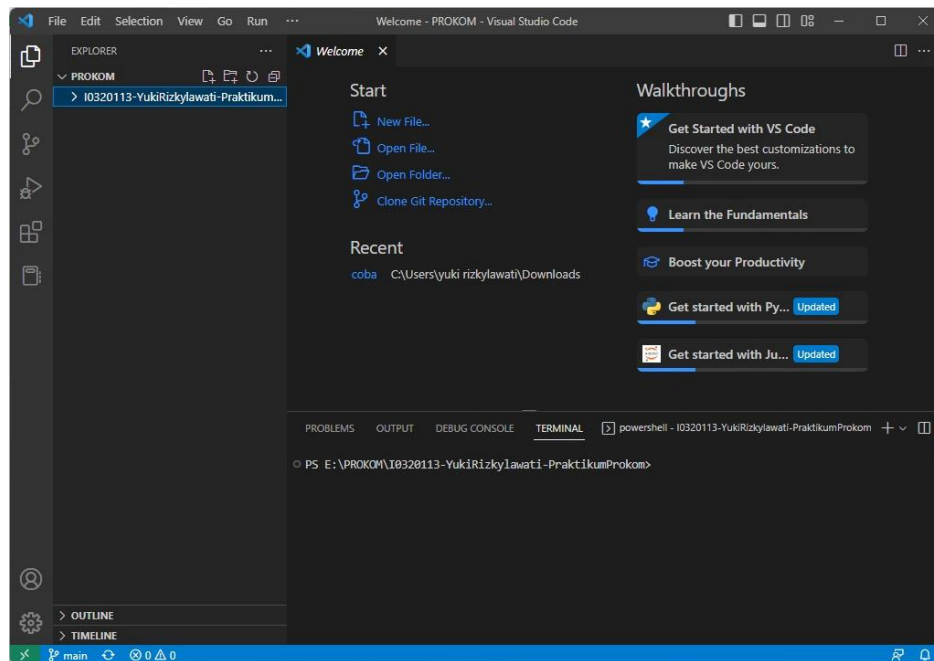 File Edit Selection View Go Run ··· Welcome - PROKOM - Visual Studio Code
EXPLORER ···
PROKOM
I0320113-YukiRizkylawati-Praktikum...
OUTLINE
TIMELINE
Welcome
Start
New File...
Open File...
Open Folder...
Clone Git Repository...
Recent
coba C:\Users\yuki rizkylawati\Downloads
Walkthroughs
Get Started with VS Code
Discover the best customizations to
make VS Code yours.
Learn the Fundamentals
Boost your Productivity
Get started with Py... Updated
Get started with Ju... Updated
PROBLEMS OUTPUT DEBUG CONSOLE TERMINAL powershell - I0320113-YukiRizkylawati-PraktikumProkom
PS E:\PROKOM\I0320113-YukiRizkylawati-PraktikumProkom>
main 0 0